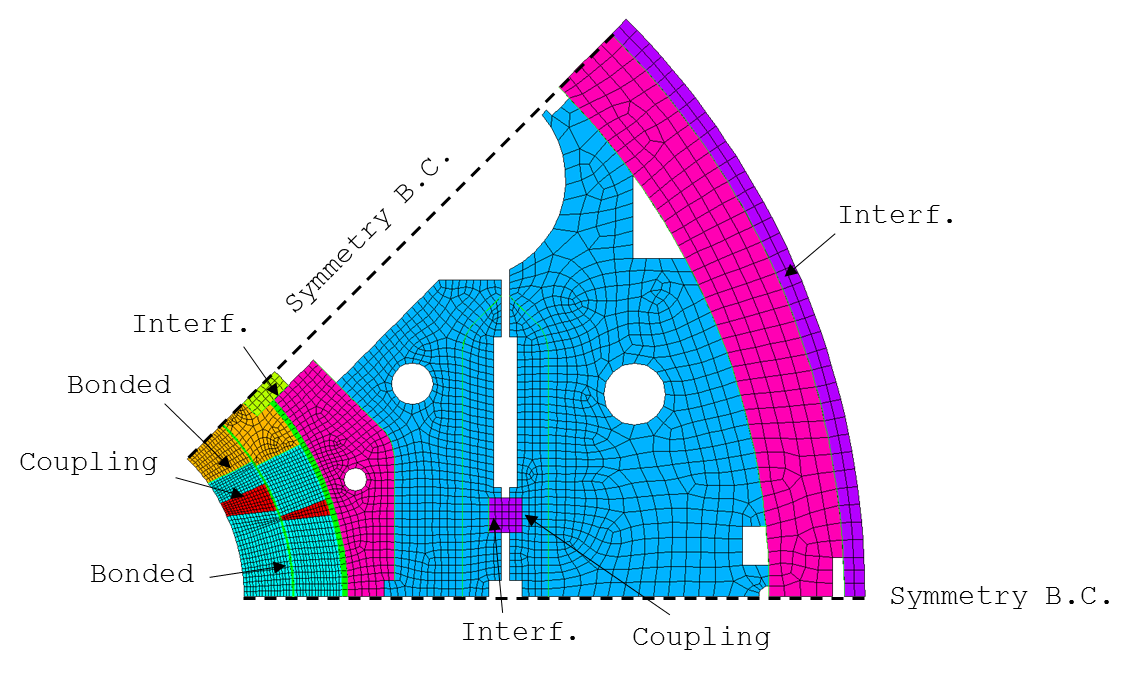 Symmetry B.C.
Interf.
Interf.
Bonded
Coupling
Bonded
Symmetry B.C.
Interf.
Coupling